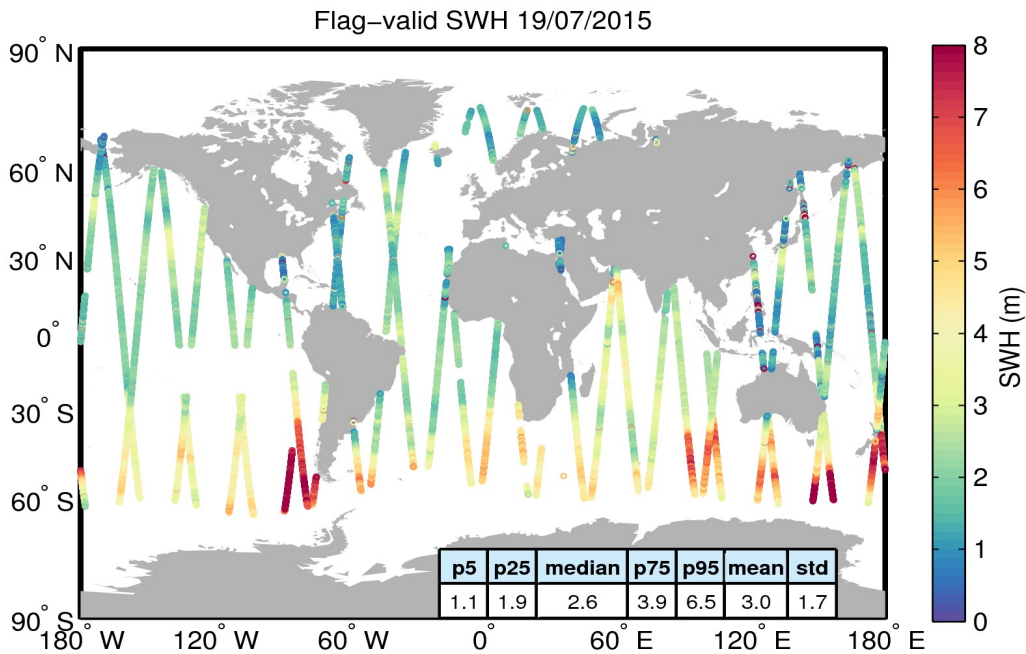 Flag−valid SWH 19/07/2015
90° N
60° N
30° N
0°
30° S
60° S
90° S
180° W
120° W
60° W
0°
60° E
120° E
180° E
p5 p25 median p75 p95 mean std
1.1 1.9 2.6 3.9 6.5 3.0 1.7
8
7
6
5
4
3
2
1
0
SWH (m)